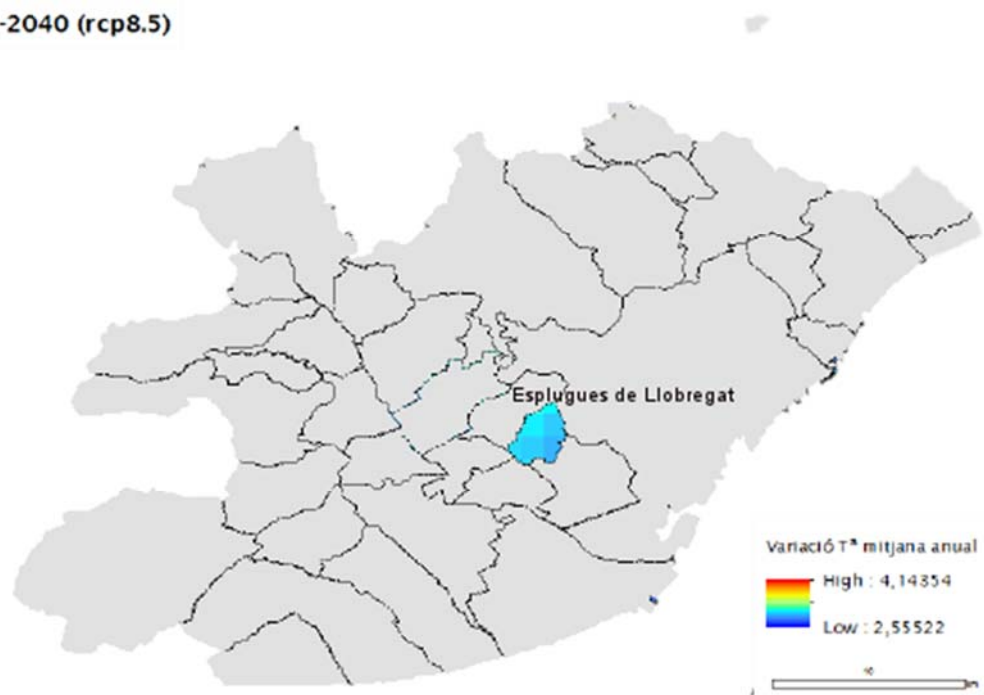 -2040 (rcp8.5)
Esplugues de Llobregat
Variació Tª mitjana anual
High : 4,14354
Low : 2,55522